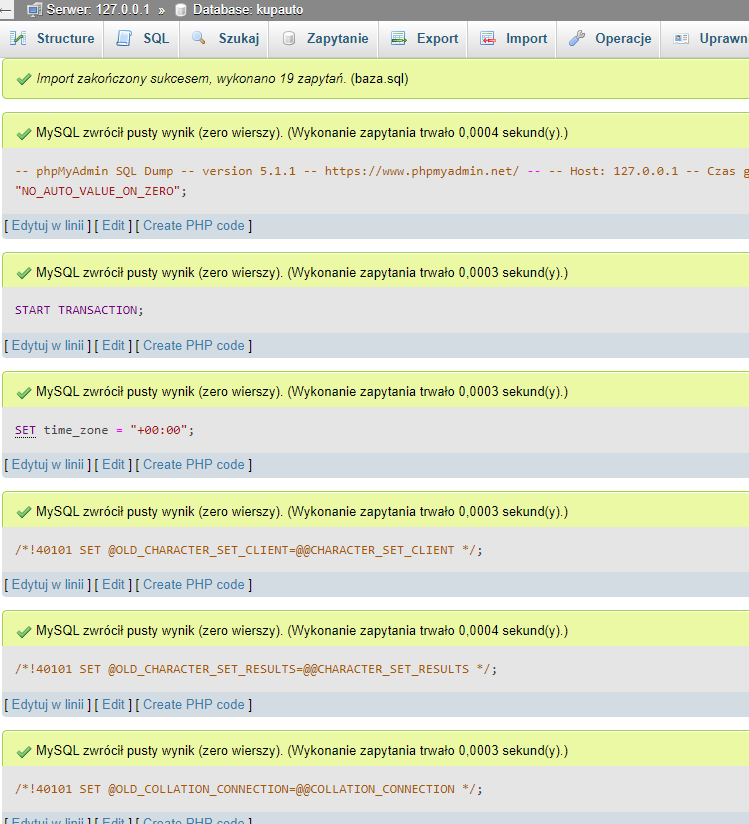 Serwer: 127.0.0.1 » Database: kupauto
Structure SQL Szukaj Zapytanie Export Import Operacje Uprawn
Import zakończony sukcesem, wykonano 19 zapytań. (baza.sql)
MySQL zwrócił pusty wynik (zero wierszy). (Wykonanie zapytania trwało 0,0004 sekund(y).)
-- phpMyAdmin SQL Dump -- version 5.1.1 -- https://www.phpmyadmin.net/ -- -- Host: 127.0.0.1 -- Czas g
"NO_AUTO_VALUE_ON_ZERO";
[ Edytuj w linii ] [ Edit ] [ Create PHP code ]
MySQL zwrócił pusty wynik (zero wierszy). (Wykonanie zapytania trwało 0,0003 sekund(y).)
START TRANSACTION;
[ Edytuj w linii ] [ Edit ] [ Create PHP code ]
MySQL zwrócił pusty wynik (zero wierszy). (Wykonanie zapytania trwało 0,0003 sekund(y).)
SET time_zone = "+00:00";
[ Edytuj w linii ] [ Edit ] [ Create PHP code ]
MySQL zwrócił pusty wynik (zero wierszy). (Wykonanie zapytania trwało 0,0003 sekund(y).)
/*!40101 SET @OLD_CHARACTER_SET_CLIENT=@@CHARACTER_SET_CLIENT */;
[ Edytuj w linii ] [ Edit ] [ Create PHP code ]
MySQL zwrócił pusty wynik (zero wierszy). (Wykonanie zapytania trwało 0,0004 sekund(y).)
/*!40101 SET @OLD_CHARACTER_SET_RESULTS=@@CHARACTER_SET_RESULTS */;
[ Edytuj w linii ] [ Edit ] [ Create PHP code ]
MySQL zwrócił pusty wynik (zero wierszy). (Wykonanie zapytania trwało 0,0003 sekund(y).)
/*!40101 SET @OLD_COLLATION_CONNECTION=@@COLLATION_CONNECTION */;
[ Edytuj w linii ] [ Edit ] [ Create PHP code ]